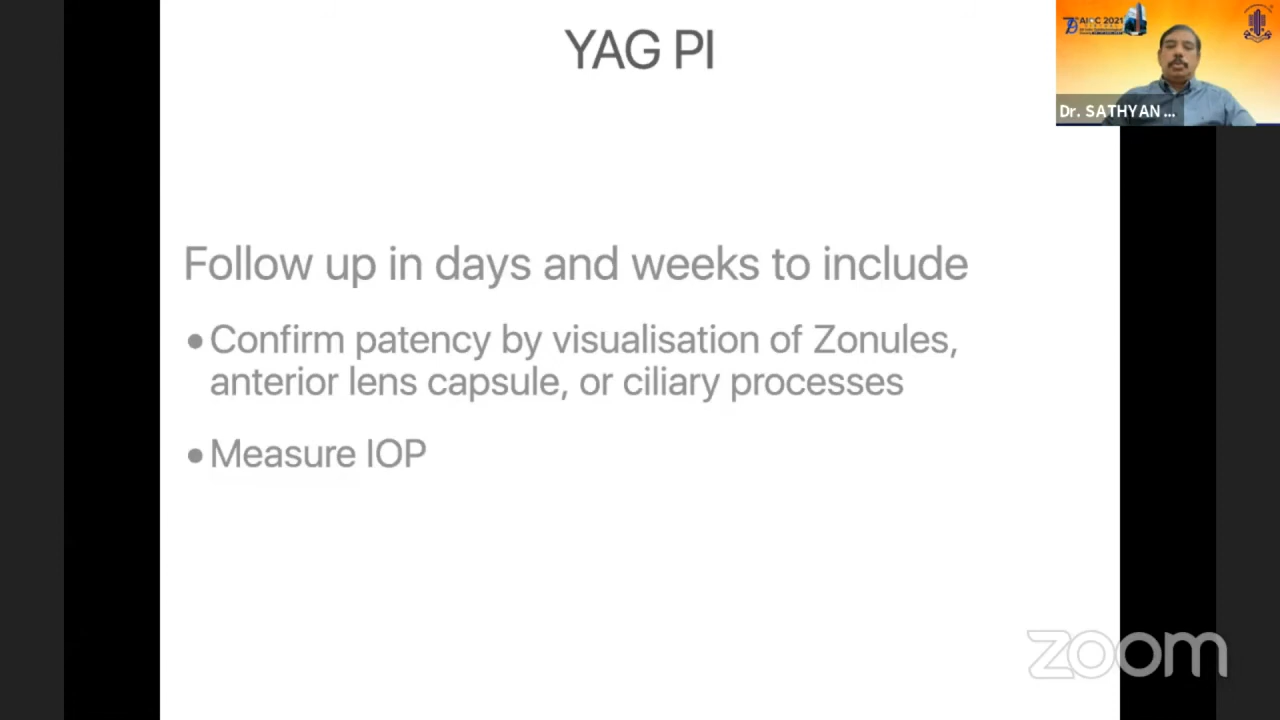 YAG PI
AIOC 2021
Dr. SATHYAN ...
Follow up in days and weeks to include
• Confirm patency by visualisation of Zonules,
anterior lens capsule, or ciliary processes
• Measure IOP
zoom